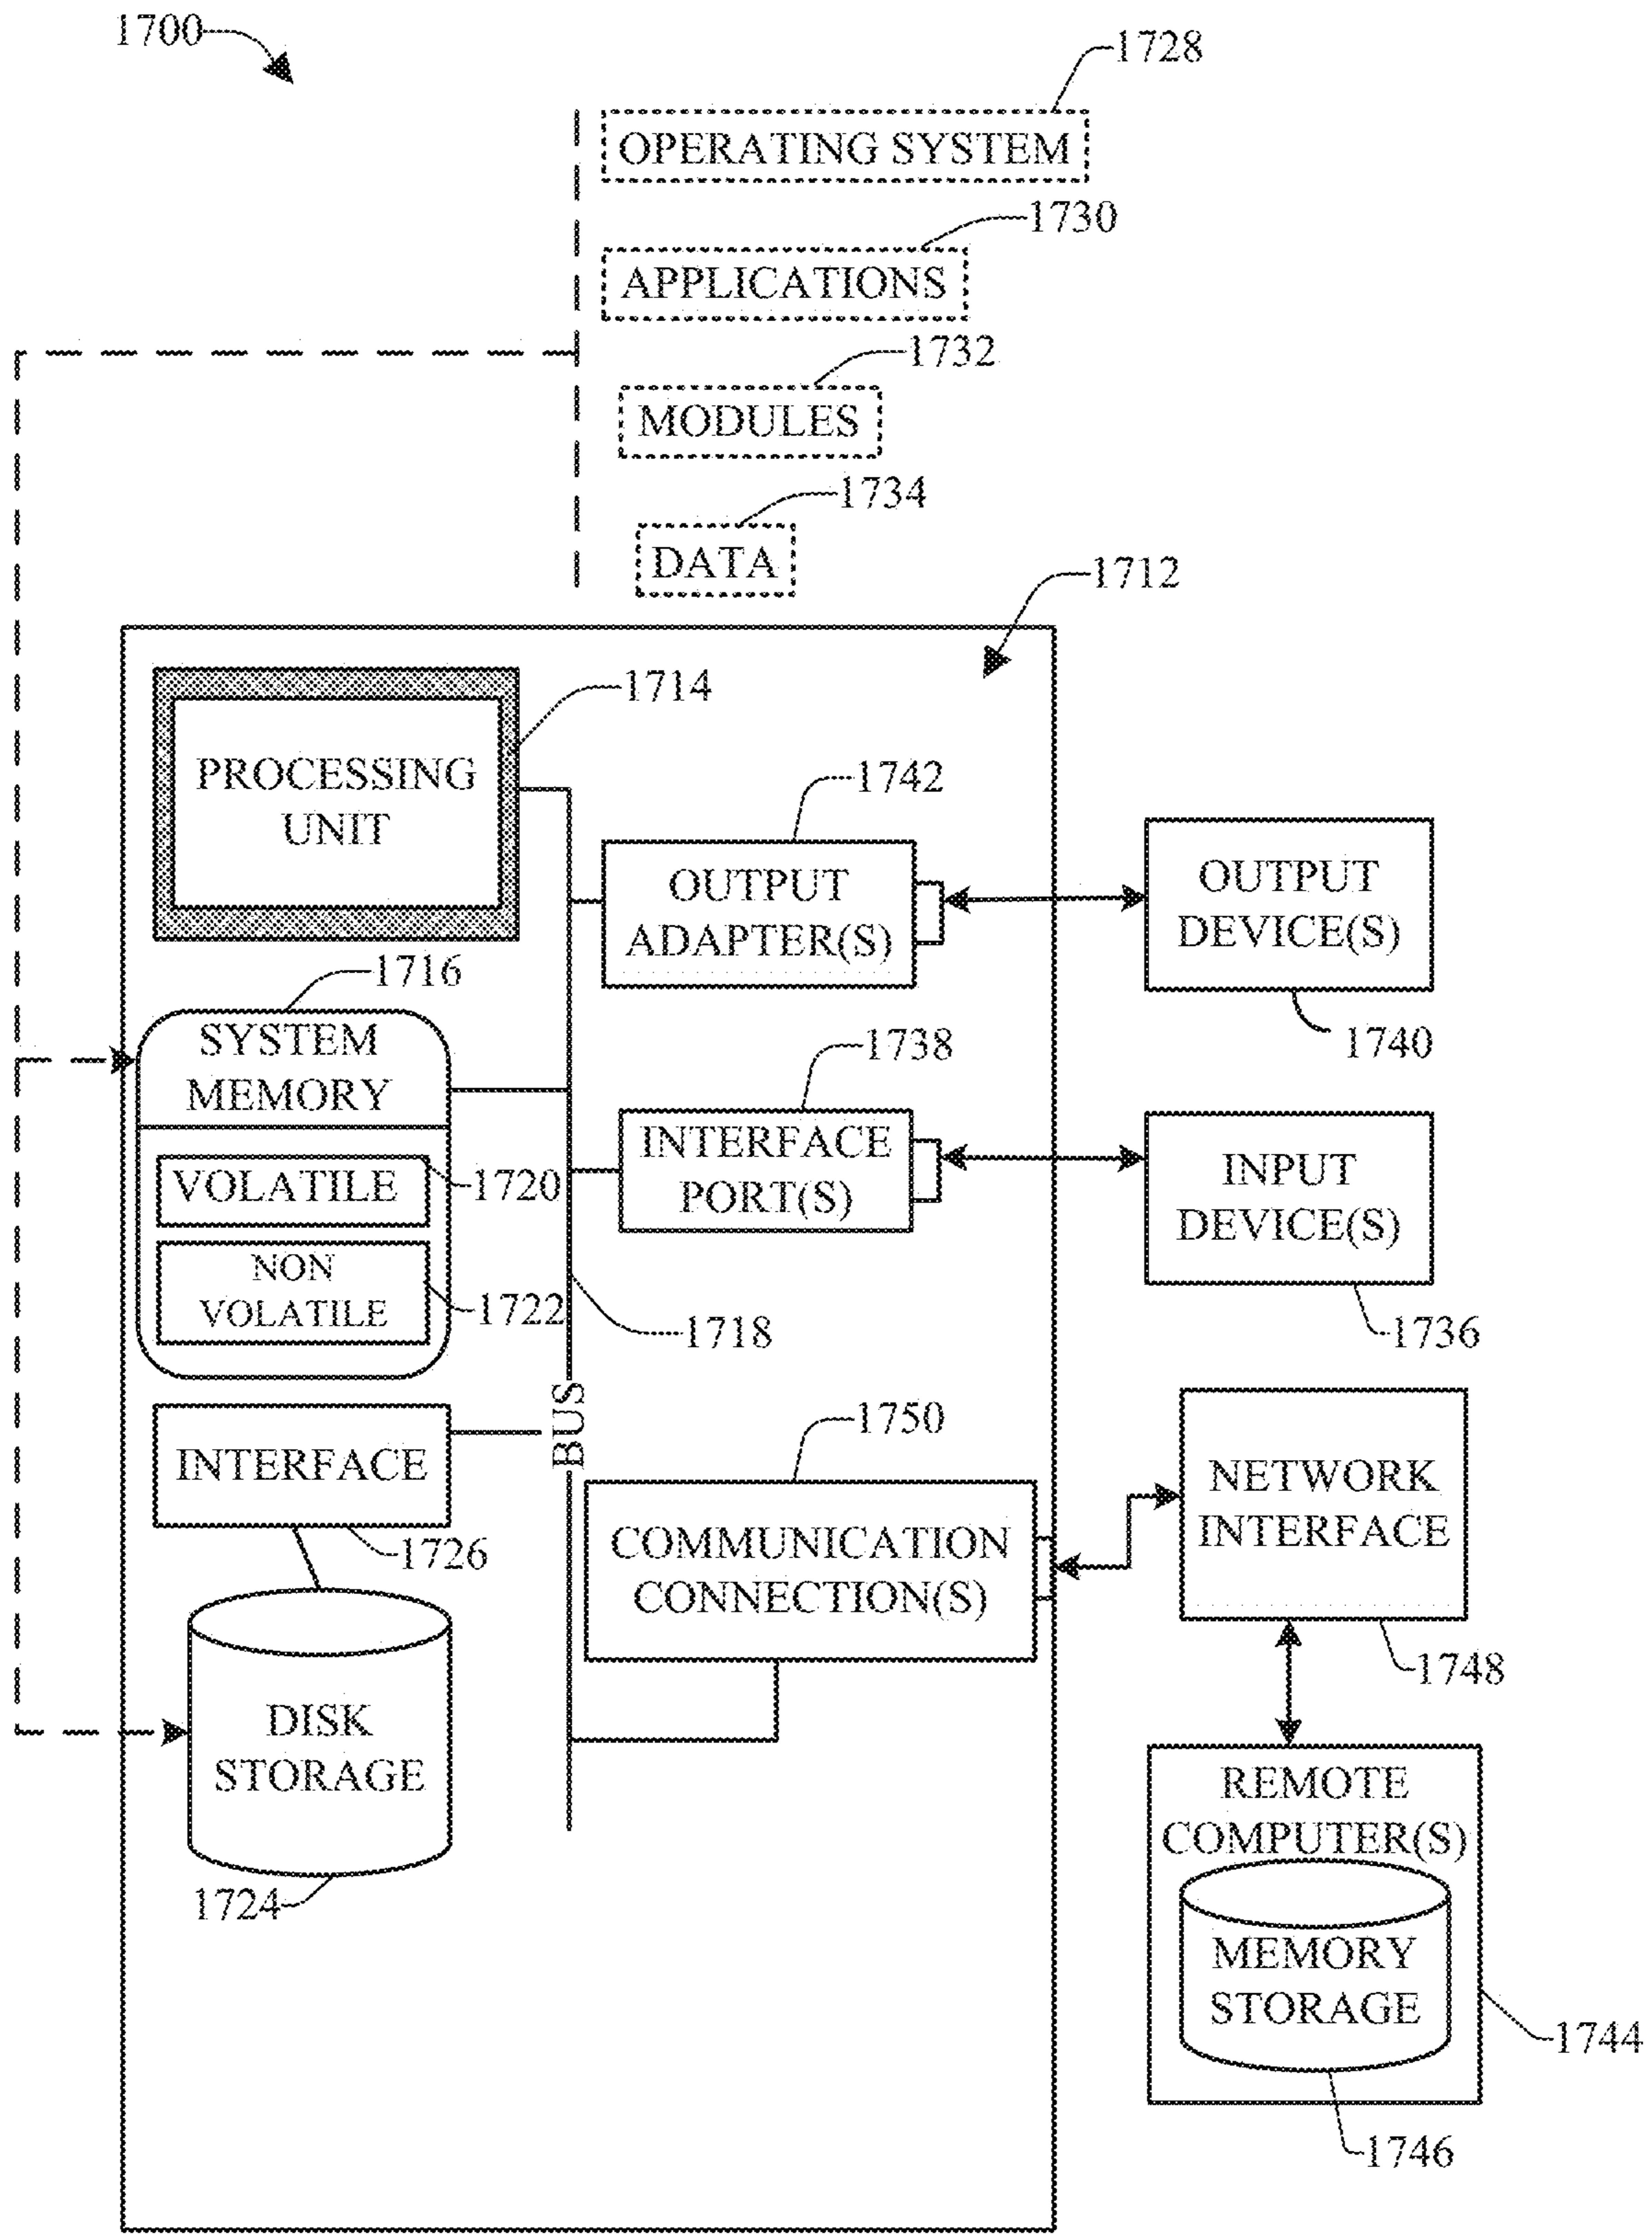 1700
1728
OPERATING SYSTEM
1730
APPLICATIONS
1732
MODULES
1734
DATA
1712
1714
PROCESSING
UNIT
1742
OUTPUT
ADAPTER(S)
OUTPUT
DEVICE(S)
1740
1716
SYSTEM
MEMORY
VOLATILE
1720
NON
VOLATILE
1722
1738
INTERFACE
PORT(S)
INPUT
DEVICE(S)
1736
1718
BUS
INTERFACE
1726
1750
COMMUNICATION
CONNECTION(S)
NETWORK
INTERFACE
1748
DISK
STORAGE
1724
REMOTE
COMPUTER(S)
MEMORY
STORAGE
1744
1746